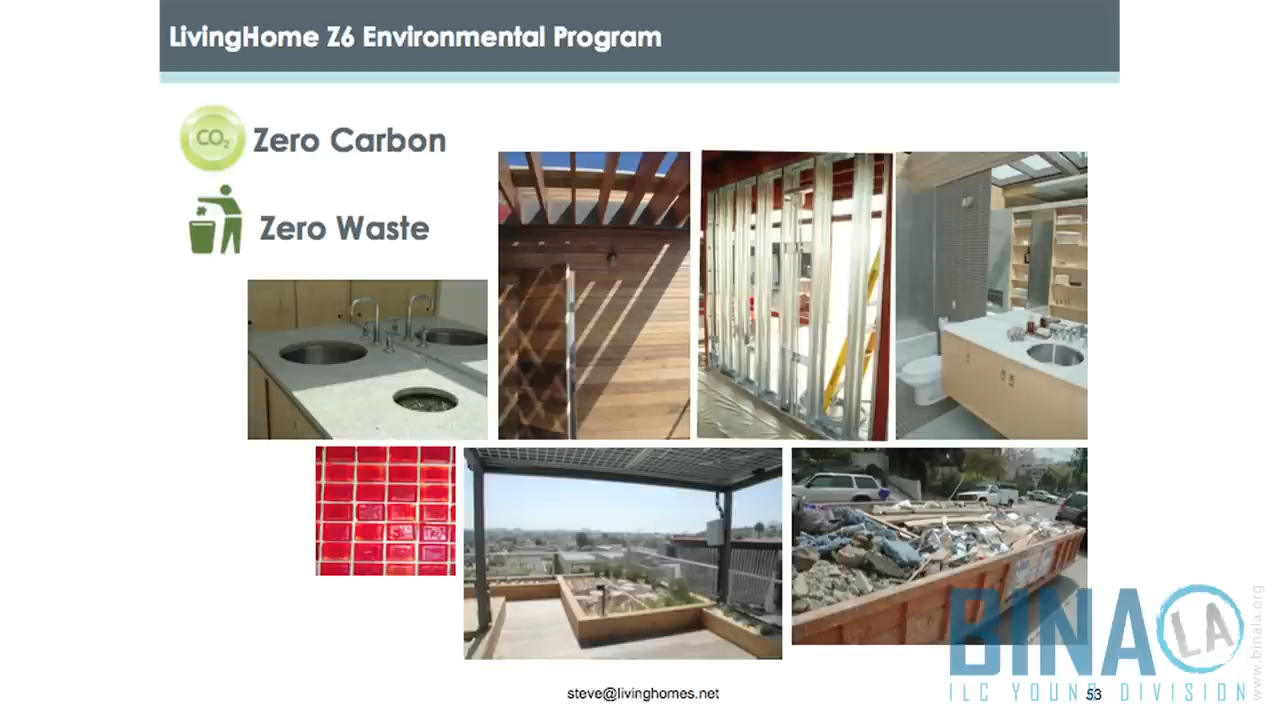 LivingHome Z6 Environmental Program
CO2
Zero Carbon
Zero Waste
BINA LA
ILC YOUNG DIVISION
www.binala.org
steve@livinghomes.net
53